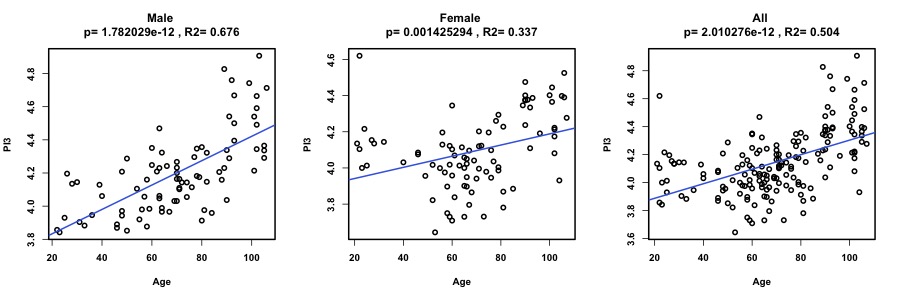 Male
p= 1.782029e-12 , R2= 0.676
PI3
4.8
4.6
4.4
4.2
4.0
3.8
20 40 60 80 100
Age
Female
p= 0.001425294 , R2= 0.337
PI3
4.6
4.4
4.2
4.0
3.8
20 40 60 80 100
Age
All
p= 2.010276e-12 , R2= 0.504
PI3
4.8
4.6
4.4
4.2
4.0
3.8
3.6
20 40 60 80 100
Age